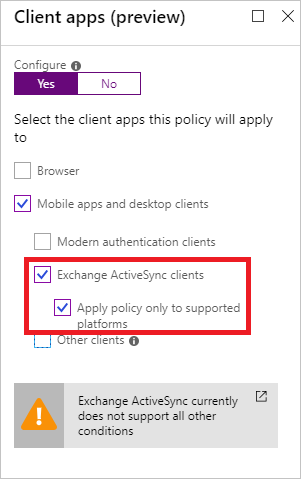 Client apps (preview)
Configure
Yes
No
Select the client apps this policy will apply
to
Browser
Mobile apps and desktop clients
Modern authentication clients
Exchange ActiveSync clients
Apply policy only to supported
platforms
Other clients
Exchange ActiveSync currently
does not support all other
conditions